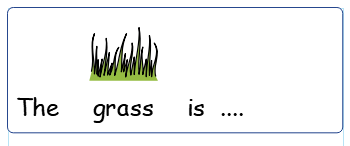 The grass is ....